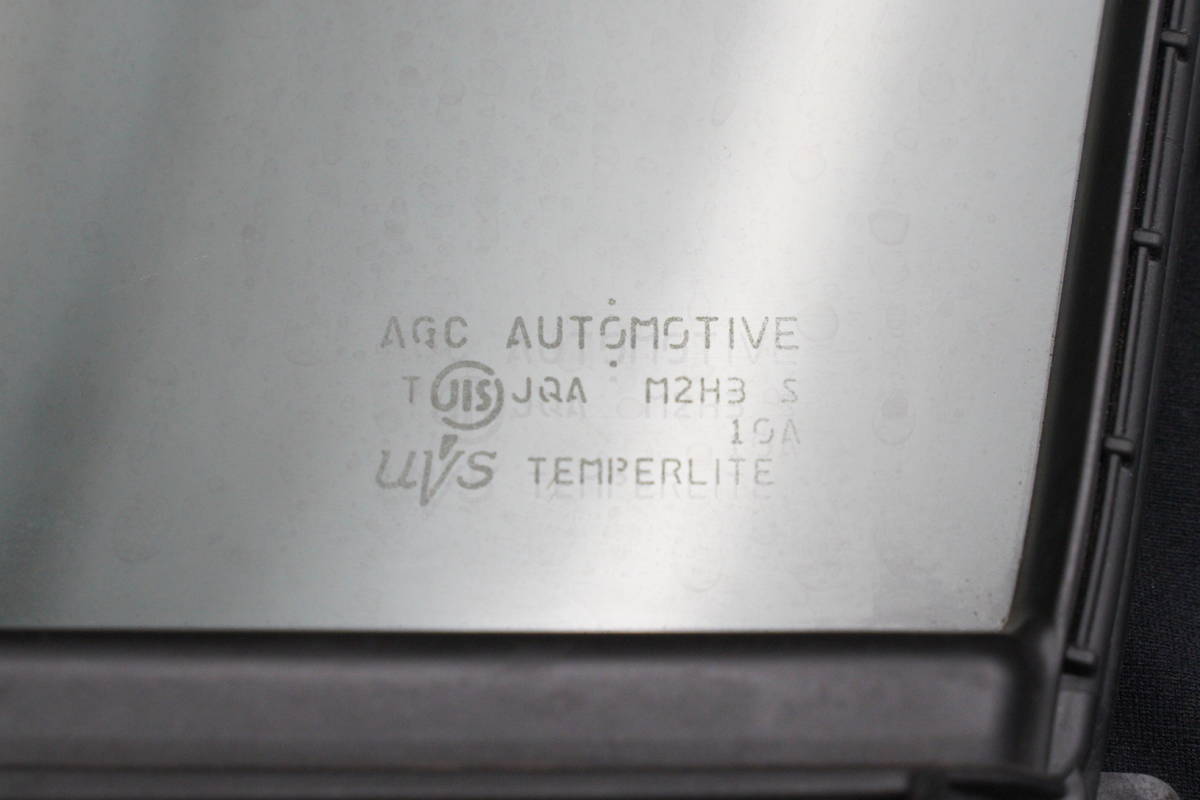 AGC AUTOMOTIVE
T JIS JQA M2H3 S
19A
UVS TEMPERLITE